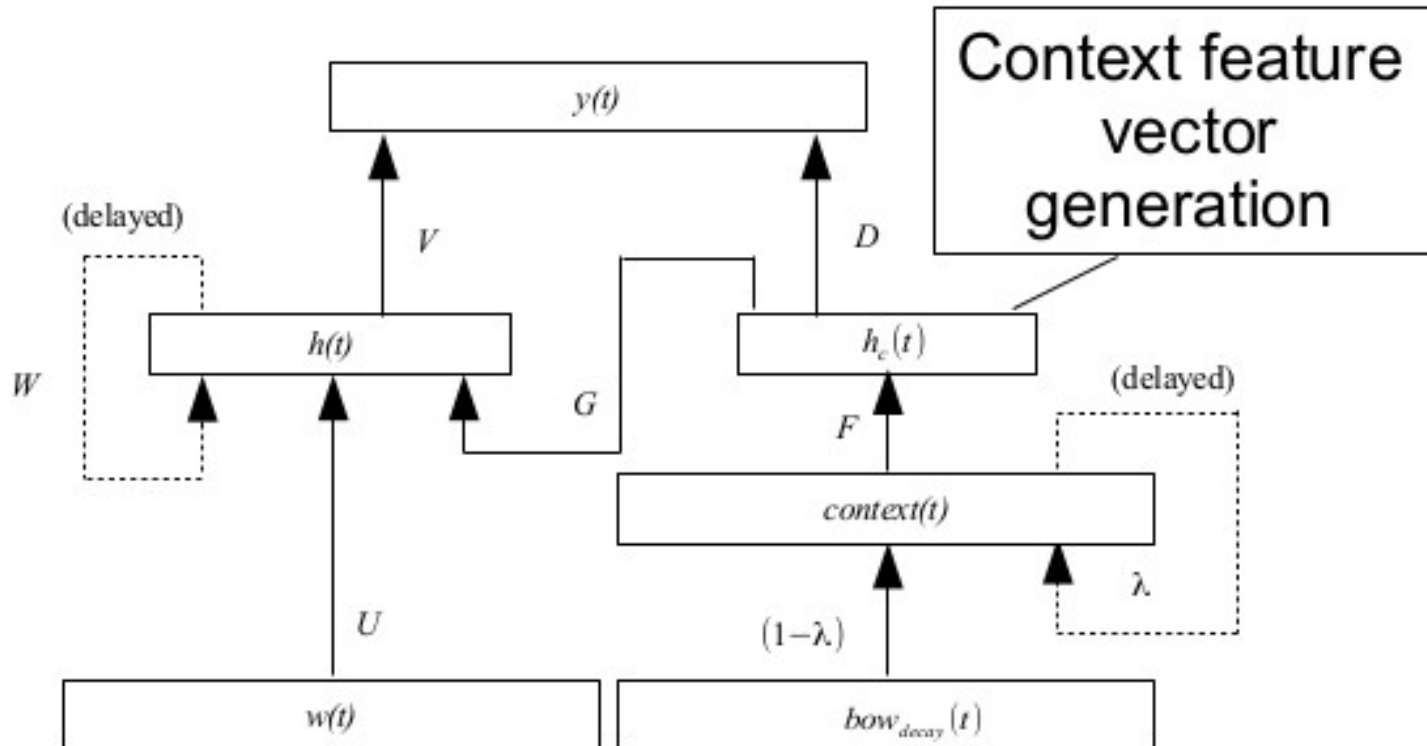 Context feature
vector
generation
y(t)
(delayed)
V
D
h(t)
h_c(t)
W
G
F
(delayed)
context(t)
λ
U
(1−λ)
w(t)
bow_decay(t)